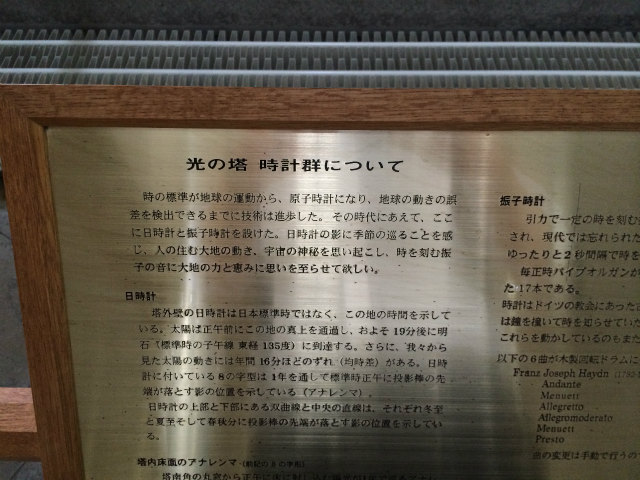 光の塔 時計群について
時の標準が地球の運動から、原子時計になり、地球の動きの誤
差を検出できるまでに技術は進歩した。その時代にあえて、ここ
に日時計と振子時計を設けた。日時計の影に季節の巡ることを感
じ、人の住む大地の動き、宇宙の神秘を思い起こし、時を刻む振
子の音に大地の力と恵みに思いを至らせて欲しい。
日時計
塔外壁の日時計は日本標準時ではなく、この地の時間を示して
いる。太陽は正午前にこの地の真上を通過し、およそ19分後に明
石(標準時の子午線 東経 135度)に到達する。さらに、我々から
見た太陽の動きには年間 16分ほどのずれ(均時差)がある。日時
計に付いている8の字型は1年を通して標準時正午に投影棒の先
端が落とす影の位置を示している(アナレンマ)。
日時計の上部と下部にある双曲線と中央の直線は、それぞれ冬至
と夏至そして春秋分に投影棒の先端が落とす影の位置を示してい
る。
塔内床面のアナレンマ(前記の8の字形)
塔南角の丸窓から正午に
振子時計
引力で一定の時を刻む
され、現代では忘れられた
ゆったりと2秒間隔で時を
毎正時パイプオルガンが
た17本である。
時計はドイツの教会にあった古
は鐘を撞いて時を知らせてい
これらを動かしているのもまた
以下の6曲が木製回転ドラムに
Franz Joseph Haydn (1732-
Andante
Menuett
Allegretto
Allegromoderato
Menuett
Presto
曲の変更は手動で行うので